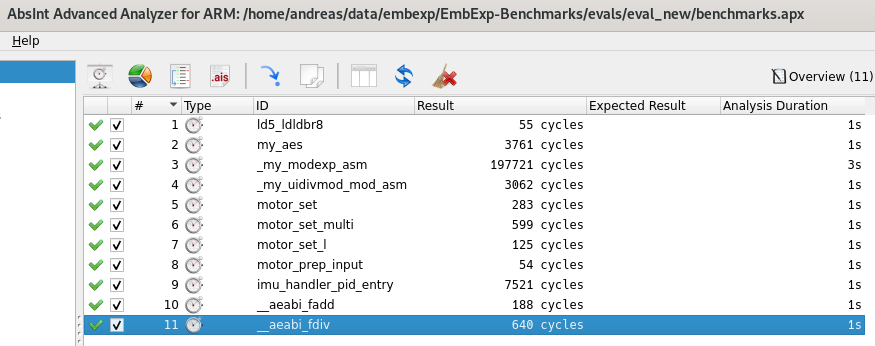 AbsInt Advanced Analyzer for ARM: /home/andreas/data/embexp/EmbExp-Benchmarks/evals/eval_new/benchmarks.apx
Help
.ais Overview (11)
# Type ID Result Expected Result Analysis Duration
1 ld5_ldldbr8 55 cycles 1s
2 my_aes 3761 cycles 1s
3 _my_modexp_asm 197721 cycles 3s
4 _my_uidivmod_mod_asm 3062 cycles 1s
5 motor_set 283 cycles 1s
6 motor_set_multi 599 cycles 1s
7 motor_set_l 125 cycles 1s
8 motor_prep_input 54 cycles 1s
9 imu_handler_pid_entry 7521 cycles 1s
10 __aeabi_fadd 188 cycles 1s
11 __aeabi_fdiv 640 cycles 1s